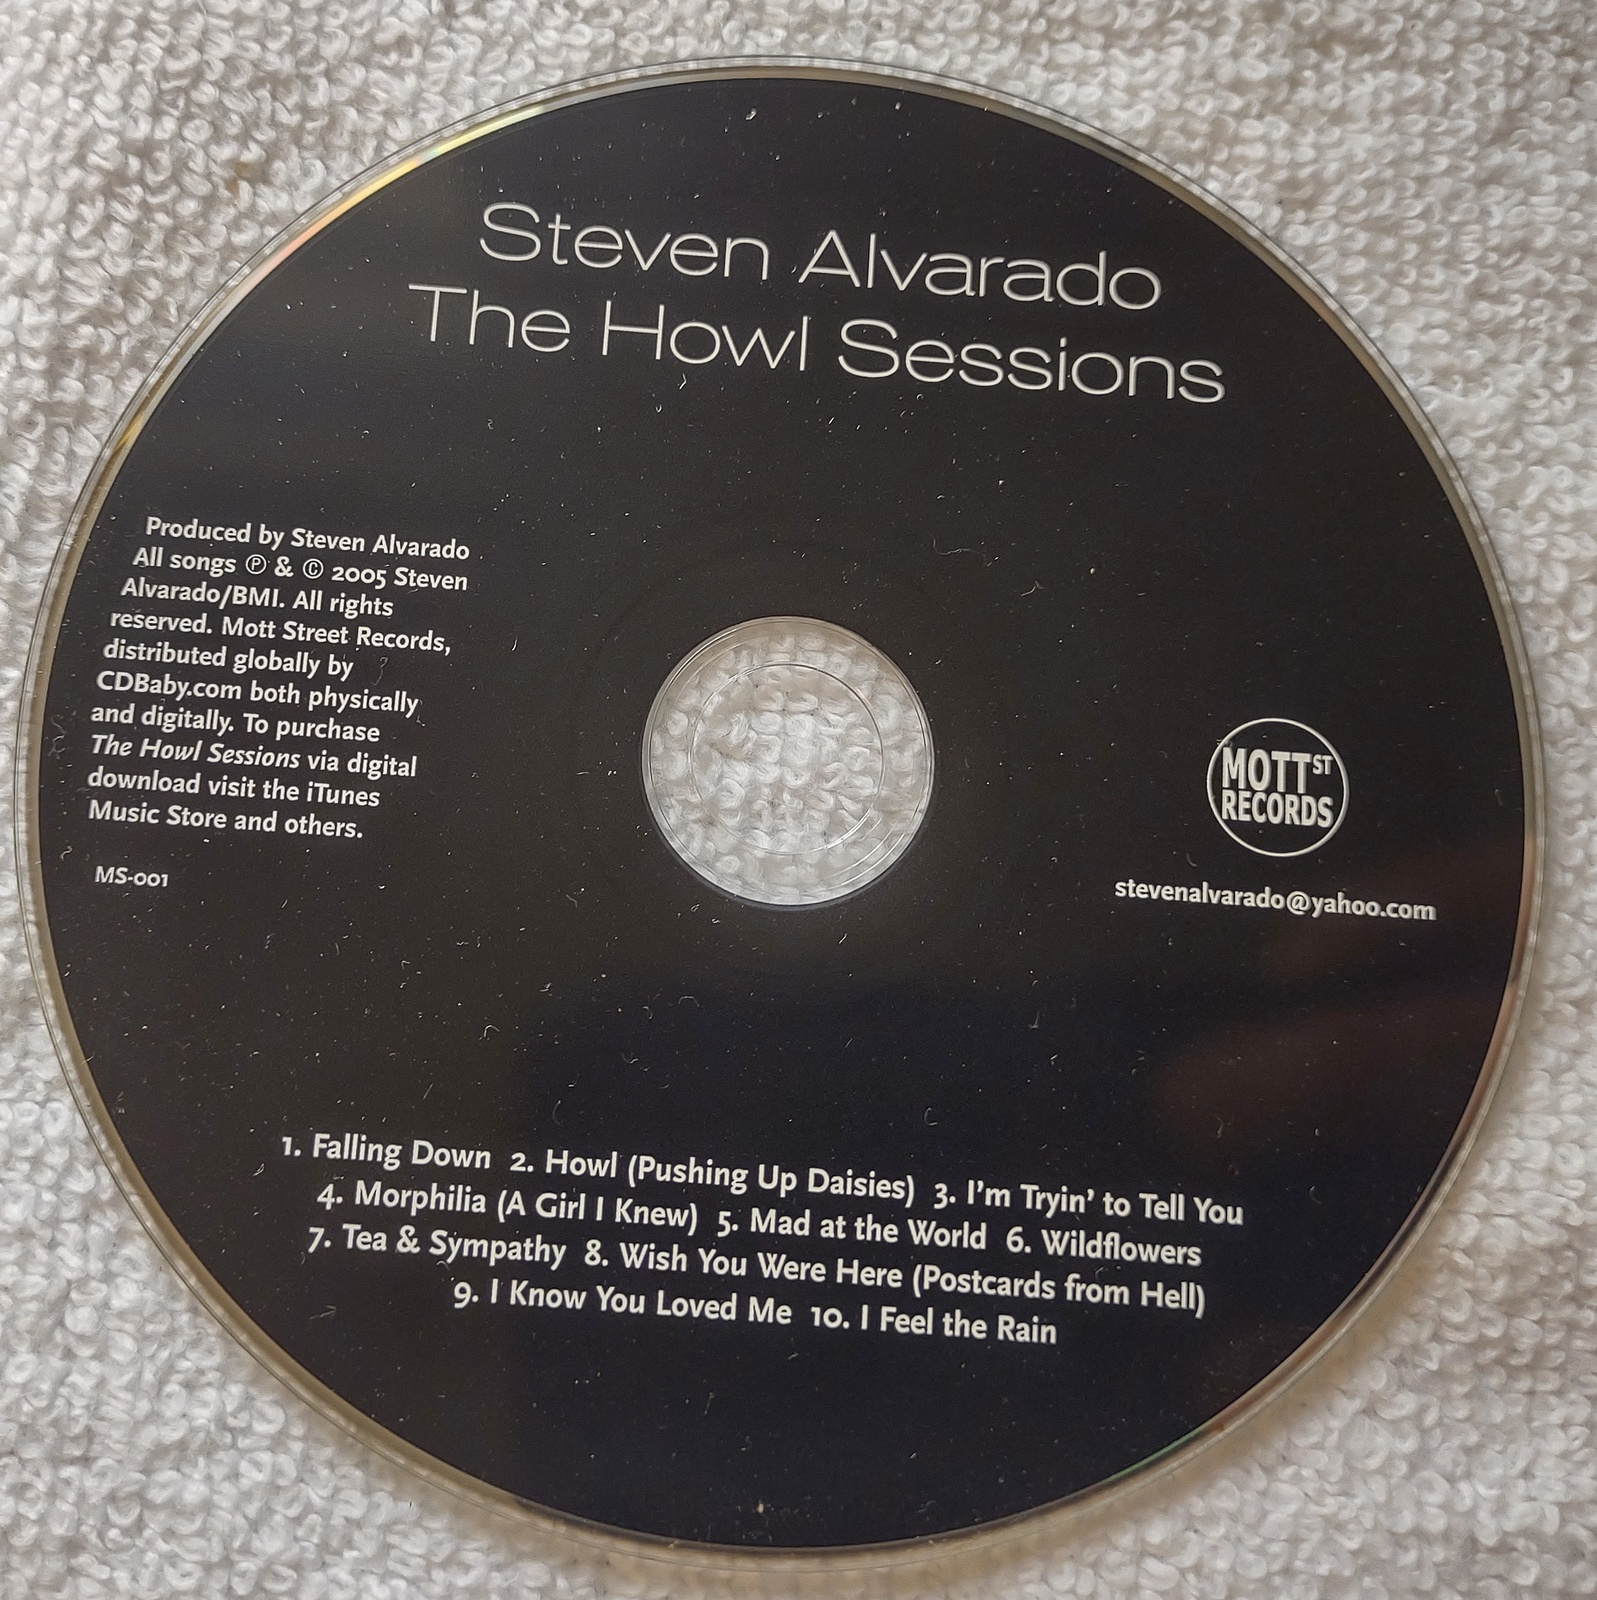 Steven Alvarado
The Howl Sessions
Produced by Steven Alvarado
All songs ℗ & © 2005 Steven
Alvarado/BMI. All rights
reserved. Mott Street Records,
distributed globally by
CDBaby.com both physically
and digitally. To purchase
The Howl Sessions via digital
download visit the iTunes
Music Store and others.
MS-001
MOTT ST
RECORDS
stevenalvarado@yahoo.com
1. Falling Down 2. Howl (Pushing Up Daisies) 3. I'm Tryin' to Tell You
4. Morphilia (A Girl I Knew) 5. Mad at the World 6. Wildflowers
7. Tea & Sympathy 8. Wish You Were Here (Postcards from Hell)
9. I Know You Loved Me 10. I Feel the Rain